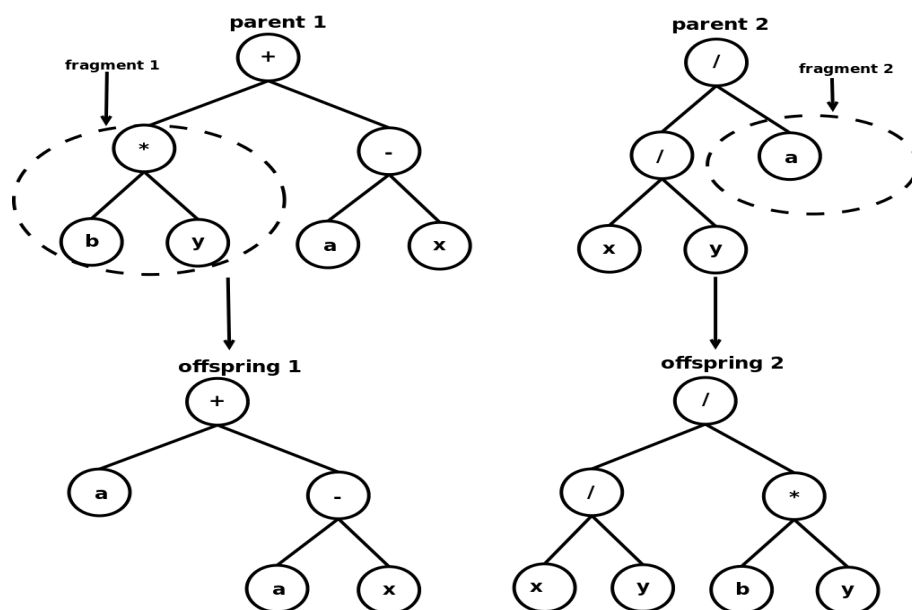 parent 1
parent 2
fragment 1
fragment 2
+
/
*
-
/
a
b
y
a
x
x
y
offspring 1
offspring 2
+
/
a
-
/
*
a
x
x
y
b
y